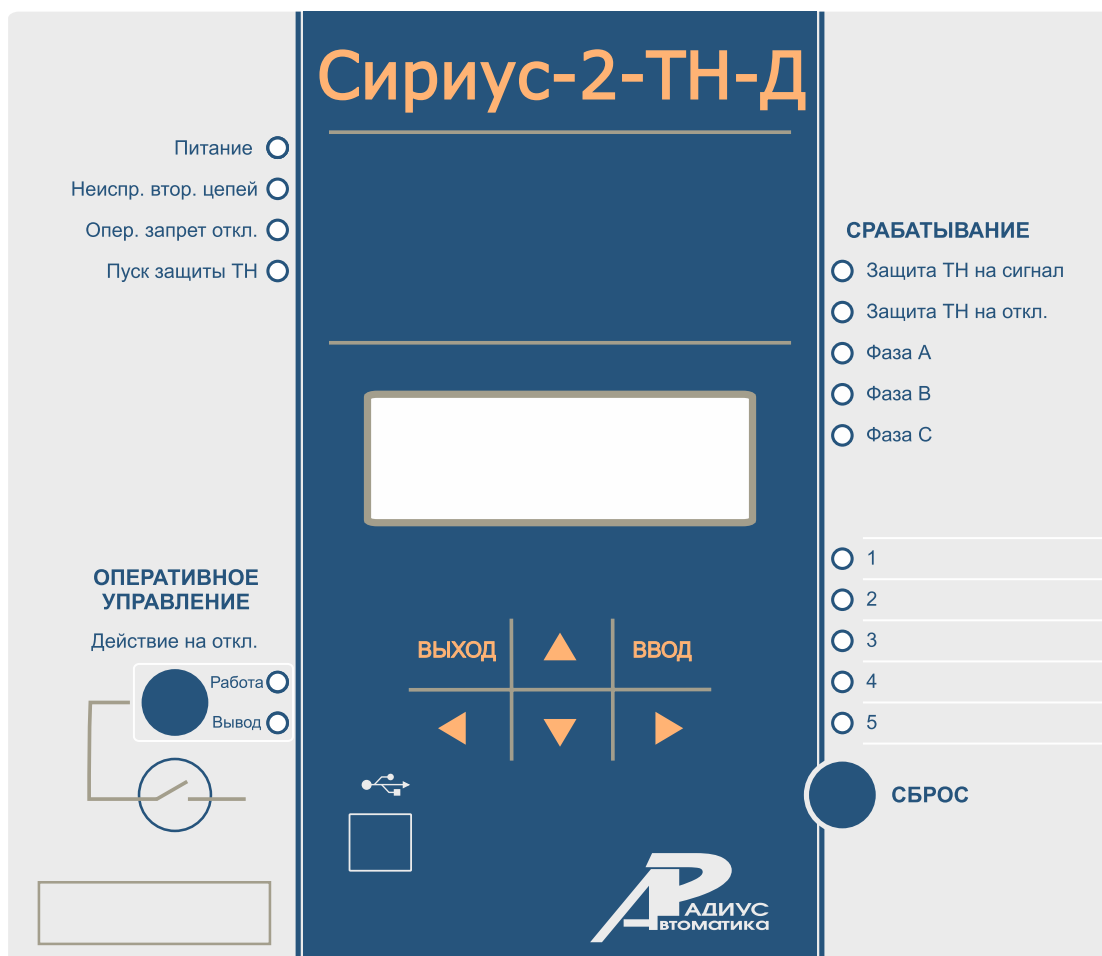 Сириус-2-ТН-Д
Питание
Неиспр. втор. цепей
Опер. запрет откл.
Пуск защиты ТН
ОПЕРАТИВНОЕ
УПРАВЛЕНИЕ
Действие на откл.
Работа
Вывод
ВЫХОД
ВВОД
СРАБАТЫВАНИЕ
Защита ТН на сигнал
Защита ТН на откл.
Фаза А
Фаза В
Фаза С
1
2
3
4
5
СБРОС
РАДИУС
Автоматика